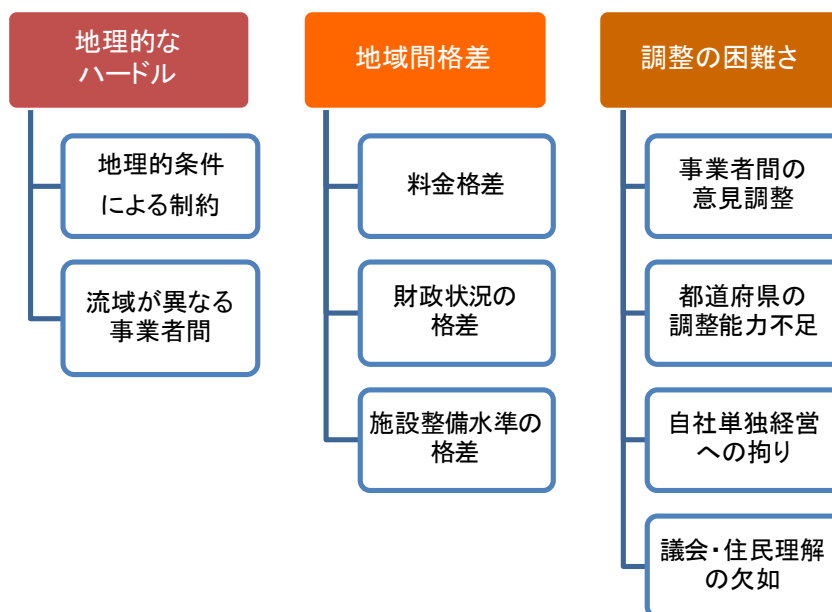 地理的な
ハードル
地理的条件
による制約
流域が異なる
事業者間
地域間格差
料金格差
財政状況の
格差
施設整備水準の
格差
調整の困難さ
事業者間の
意見調整
都道府県の
調整能力不足
自社単独経営
への拘り
議会・住民理解
の欠如